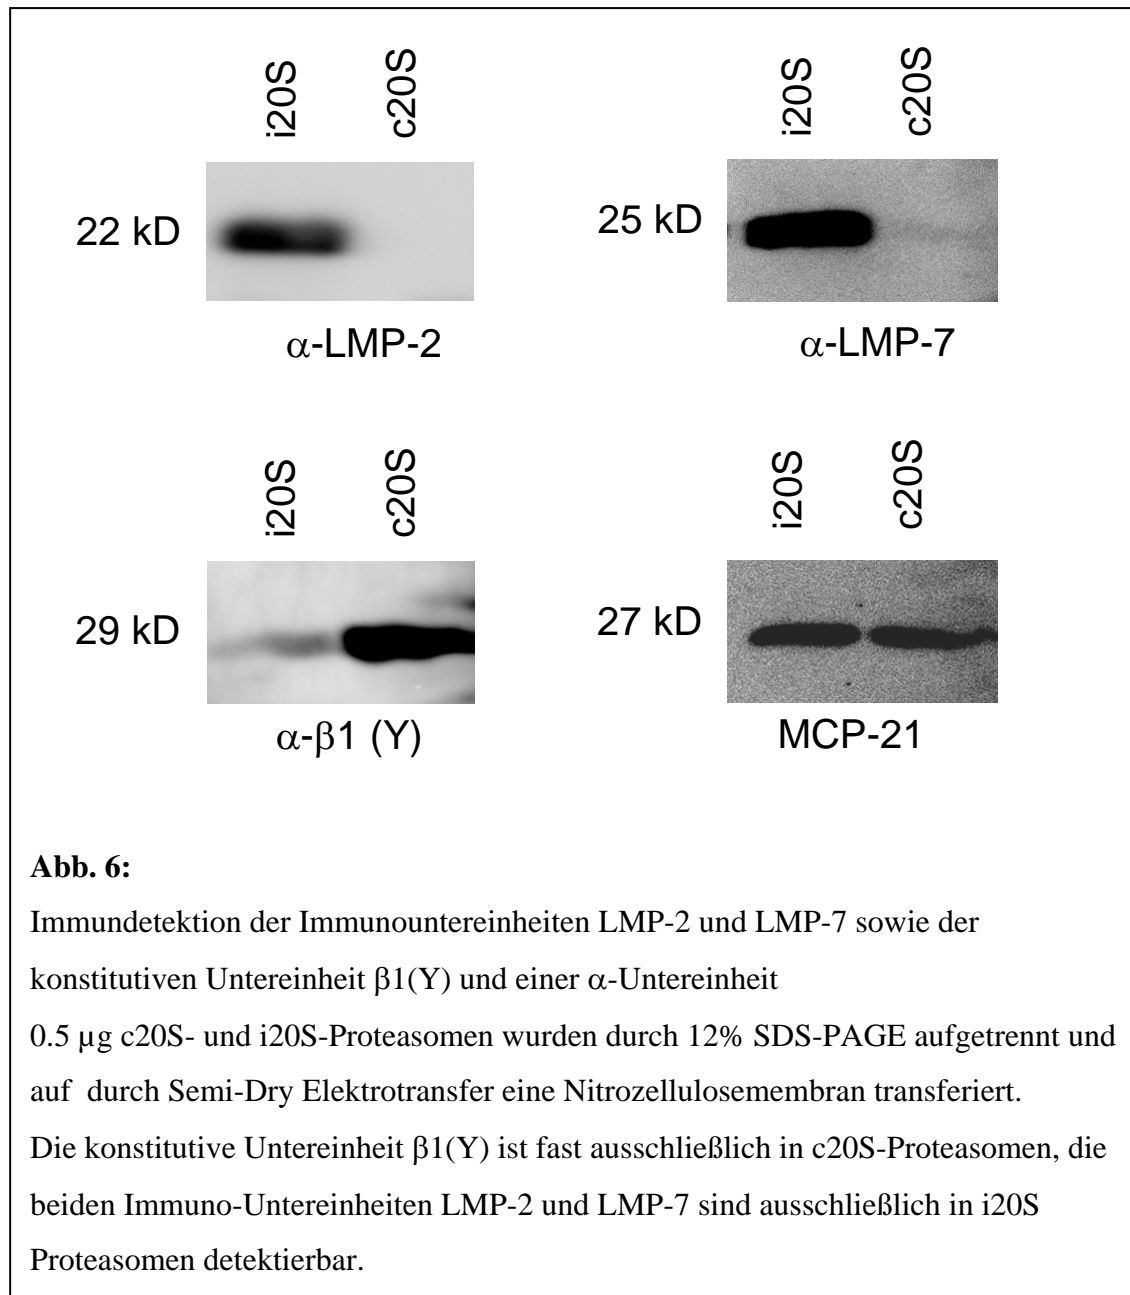 i20S c20S
22 kD
α-LMP-2
i20S c20S
25 kD
α-LMP-7
i20S c20S
29 kD
α-β1 (Y)
i20S c20S
27 kD
MCP-21
Abb. 6:
Immundetektion der Immunountereinheiten LMP-2 und LMP-7 sowie der
konstitutiven Untereinheit β1(Y) und einer α-Untereinheit
0.5 µg c20S- und i20S-Proteasomen wurden durch 12% SDS-PAGE aufgetrennt und
auf durch Semi-Dry Elektrotransfer eine Nitrozellulosemembran transferiert.
Die konstitutive Untereinheit β1(Y) ist fast ausschließlich in c20S-Proteasomen, die
beiden Immuno-Untereinheiten LMP-2 und LMP-7 sind ausschließlich in i20S
Proteasomen detektierbar.